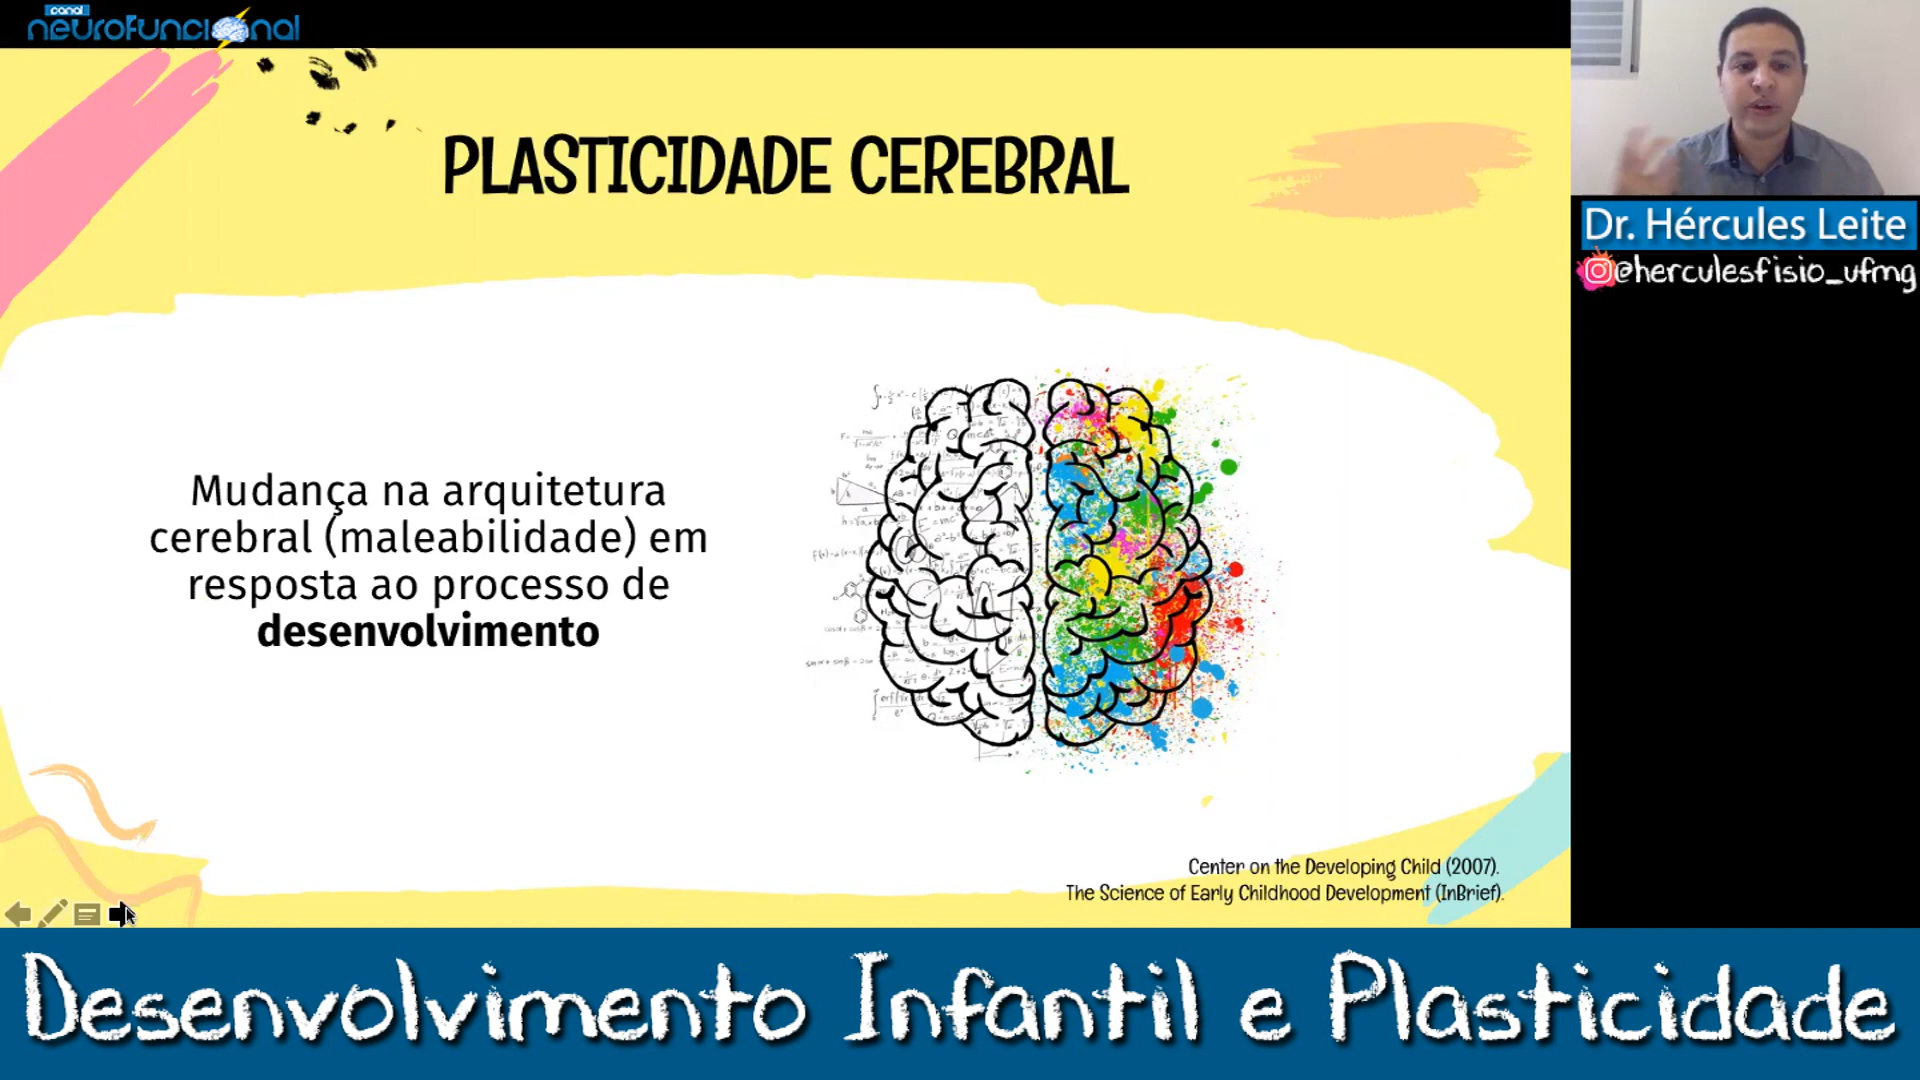 canal
neurofuncional
PLASTICIDADE CEREBRAL
Dr. Hércules Leite
@herculesfisio_ufmg
Mudança na arquitetura
cerebral (maleabilidade) em
resposta ao processo de
desenvolvimento
Center on the Developing Child (2007).
The Science of Early Childhood Development (InBrief).
Desenvolvimento Infantil e Plasticidade